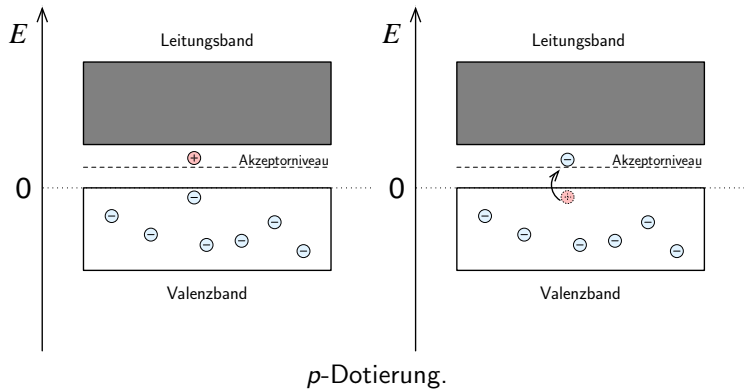 E
Leitungsband
Akzeptorniveau
+
0
−
− − − − − −
Valenzband
E
Leitungsband
−
Akzeptorniveau
0
+
− − − − − −
Valenzband
p-Dotierung.